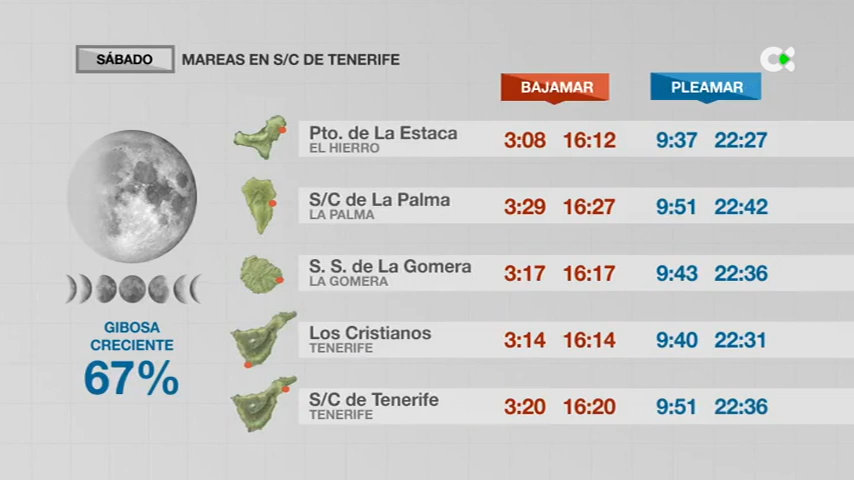 SÁBADO MAREAS EN S/C DE TENERIFE
BAJAMAR PLEAMAR
Pto. de La Estaca 3:08 16:12 9:37 22:27
EL HIERRO
S/C de La Palma 3:29 16:27 9:51 22:42
LA PALMA
S. S. de La Gomera 3:17 16:17 9:43 22:36
LA GOMERA
Los Cristianos 3:14 16:14 9:40 22:31
TENERIFE
S/C de Tenerife 3:20 16:20 9:51 22:36
TENERIFE
GIBOSA
CRECIENTE
67%